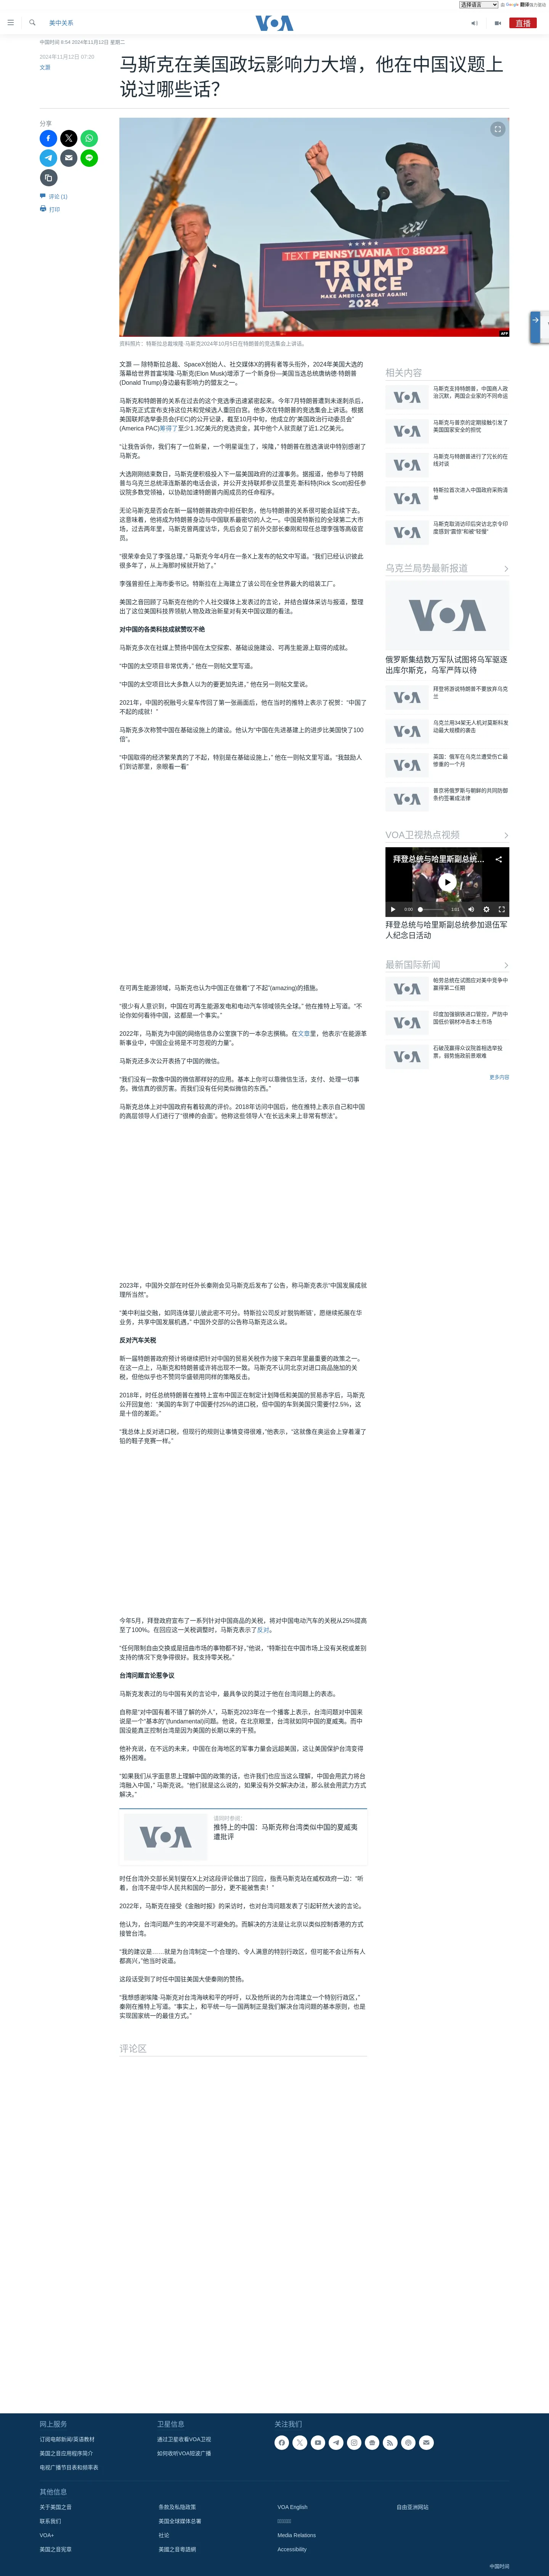 选择语言
由 Google 翻译强力驱动
美中关系
VOA
直播
中国时间 8:54 2024年11月12日 星期二
2024年11月12日 07:20
文灏
马斯克在美国政坛影响力大增，他在中国议题上
说过哪些话？
分享
评论 (1)
打印
TEXT PENNSYLVANIA TO 88022
TRUMP
VANCE
2024
AFP
资料照片：特斯拉总裁埃隆·马斯克2024年10月5日在特朗普的竞选集会上讲话。
文灏 — 除特斯拉总裁、SpaceX创始人、社交媒体X的拥有者等头衔外，2024年美国大选的
落幕给世界首富埃隆·马斯克(Elon Musk)增添了一个新身份—美国当选总统唐纳德·特朗普
(Donald Trump)身边最有影响力的盟友之一。
马斯克和特朗普的关系在过去的这个竞选季迅速紧密起来。今年7月特朗普遭到未遂刺杀后，
马斯克正式宣布支持这位共和党候选人重回白宫。他多次在特朗普的竞选集会上讲话。根据
美国联邦选举委员会(FEC)的公开记录，马斯克创立的“美国政治行动委员会”
(America PAC)筹得了至少1.3亿美元的竞选资金，其中他个人就贡献了近1.2亿美元。
“让我告诉你，我们有了一位新星，一个明星诞生了，埃隆，” 特朗普在胜选演说中特别感谢了
马斯克。
大选刚刚结束数日，马斯克便积极投入下一届美国政府的过渡事务。据报道，他参与了特朗
普与乌克兰总统泽连斯基的电话会谈，并公开支持联邦参议员里克·斯科特(Rick Scott)担任参
议院多数党领袖，以协助加速特朗普内阁成员的任命程序。
无论马斯克是否会在新一届特朗普政府中担任职务，他与特朗普的关系的关系很可能会持续下去。
这意味着，他将成为特朗普身边与中国联系最密切的人之一。中国是特斯拉的全球第二大市
场，过去两年里，马斯克曾两度访华，先后会见了前外交部长秦刚和现任总理李强等政府高
官。
“很荣幸会见了李强总理，” 马斯克今年4月在一条X上发布的帖文中写道。“我们已经认识彼此
很多年了，从上海那时候就开始了。”
李强曾担任上海市委书记。特斯拉在上海建立了该公司在全世界最大的组装工厂。
美国之音回顾了马斯克在他的个人社交媒体上发表过的言论，并结合媒体采访与报道，整理
出了这位美国科技界领航人物及政治新星对有关中国议题的看法。
对中国的各类科技成就赞叹不绝
马斯克多次在社媒上赞扬中国在太空探索、基础设施建设、可再生能源上取得的成就。
“中国的太空项目非常优秀，” 他在一则帖文里写道。
“中国的太空项目比大多数人以为的要更加先进，” 他在另一则帖文里说。
2021年，中国的祝融号火星车传回了第一张画面后，他在当时的推特上表示了祝贺：“中国了
不起的成就！”
马斯克多次称赞中国在基础设施上的建设。他认为“中国在先进基建上的进步比美国快了100
倍”。
“中国取得的经济繁荣真的了不起，特别是在基础设施上，” 他在一则帖文里写道。“我鼓励人
们到访那里，亲眼看一看”
在可再生能源领域，马斯克也认为中国正在做着“了不起”(amazing)的措施。
“很少有人意识到，中国在可再生能源发电和电动汽车领域领先全球。” 他在推特上写道。“不
论你如何看待中国，这都是一个事实。”
2022年，马斯克为中国的网络信息办公室旗下的一本杂志撰稿。在文章里，他表示“在能源革
新事业中，中国企业将是不可忽视的力量”。
马斯克还多次公开表扬了中国的微信。
“我们没有一款像中国的微信那样好的应用。基本上你可以靠微信生活，支付、处理一切事
务，微信真的很厉害。而我们没有任何类似微信的东西。”
马斯克总体上对中国政府有着较高的评价。2018年访问中国后，他在推特上表示自己和中国
的高层领导人们进行了“很棒的会面”。他称这些领导人“在长远未来上非常有想法”。
2023年，中国外交部在时任外长秦刚会见马斯克后发布了公告，称马斯克表示“中国发展成就
理所当然”。
“美中利益交融，如同连体婴儿彼此密不可分。特斯拉公司反对‘脱钩断链’，愿继续拓展在华
业务，共享中国发展机遇，” 中国外交部的公告称马斯克这么说。
反对汽车关税
新一届特朗普政府预计将继续把针对中国的贸易关税作为接下来四年里最重要的政策之一。
在这一点上，马斯克和特朗普或许将出现不一致。马斯克不认同北京对进口商品施加的关
税，但他似乎也不赞同华盛顿用同样的策略反击。
2018年，时任总统特朗普在推特上宣布中国正在制定计划降低和美国的贸易赤字后，马斯克
公开回复他：“美国的车到了中国要付25%的进口税，但中国的车到美国只需要付2.5%，这
是十倍的差距。”
“我总体上反对进口税，但现行的规则让事情变得很难，”他表示，“这就像在奥运会上穿着灌了
铅的鞋子竞赛一样。”
今年5月，拜登政府宣布了一系列针对中国商品的关税，将对中国电动汽车的关税从25%提高
至了100%。在回应这一关税调整时，马斯克表示了反对。
“任何限制自由交换或是扭曲市场的事物都不好，”他说，“特斯拉在中国市场上没有关税或差别
支持的情况下竞争得很好。我支持零关税。”
台湾问题言论惹争议
马斯克发表过的与中国有关的言论中，最具争议的莫过于他在台湾问题上的表态。
自称是“对中国有着不错了解的外人”，马斯克2023年在一个播客上表示，台湾问题对中国来
说是一个“基本的”(fundamental)问题。他说，在北京眼里，台湾就如同中国的夏威夷。而中
国没能真正控制台湾是因为美国的长期以来的干预。
他补充说，在不远的未来，中国在台海地区的军事力量会远超美国，这让美国保护台湾变得
格外困难。
“如果我们从字面意思上理解中国的政策的话，也许我们也应当这么理解，中国会用武力将台
湾融入中国，” 马斯克说。“他们就是这么说的，如果没有外交解决办法，那么就会用武力方式
解决。”
请同时参阅：
推特上的中国：马斯克称台湾类似中国的夏威夷
遭批评
VOA
时任台湾外交部长吴钊燮在X上对这段评论做出了回应，指责马斯克站在威权政府一边：“听
着，台湾不是中华人民共和国的一部分，更不能被售卖！ ”
2022年，马斯克在接受《金融时报》的采访时，也对台湾问题发表了引起轩然大波的言论。
他认为，台湾问题产生的冲突是不可避免的。而解决的方法是让北京以类似控制香港的方式
接管台湾。
“我的建议是……就是为台湾制定一个合理的、令人满意的特别行政区，但可能不会让所有人
都高兴，”他当时说道。
这段话受到了时任中国驻美国大使秦刚的赞扬。
“我想感谢埃隆·马斯克对台湾海峡和平的呼吁，以及他所说的为台湾建立一个特别行政区，”
秦刚在推特上写道。“事实上，和平统一与一国两制正是我们解决台湾问题的基本原则，也是
实现国家统一的最佳方式。”
评论区
相关内容
马斯克支持特朗普，中国商人政
治沉默，两国企业家的不同命运
马斯克与普京的定期接触引发了
美国国家安全的担忧
马斯克与特朗普进行了冗长的在
线对谈
特斯拉首次进入中国政府采购清
单
马斯克取消访印后突访北京令印
度感到“震惊”和被“轻慢”
乌克兰局势最新报道
俄罗斯集结数万军队试图将乌军驱逐
出库尔斯克，乌军严阵以待
拜登将游说特朗普不要放弃乌克
兰
乌克兰用34架无人机对莫斯科发
动最大规模的袭击
英国：俄军在乌克兰遭受伤亡最
惨重的一个月
普京将俄罗斯与朝鲜的共同防御
条约签署成法律
VOA卫视热点视频
拜登总统与哈里斯副总统...
0:00
1:01
拜登总统与哈里斯副总统参加退伍军
人纪念日活动
最新国际新闻
帕劳总统在试图应对美中竞争中
赢得第二任期
印度加强钢铁进口管控，严防中
国低价钢材冲击本土市场
石破茂赢得众议院首相选举投
票，弱势施政前景艰难
更多内容
网上服务
订阅电邮新闻/英语教材
美国之音应用程序简介
电视广播节目表和频率表
卫星信息
通过卫星收看VOA卫视
如何收听VOA短波广播
关注我们
其他信息
关于美国之音
联系我们
VOA+
美国之音宪章
条款及私隐政策
美国全球媒体总署
社论
美國之音粵語網
VOA English
Media Relations
Accessibility
自由亚洲网站
中国时间